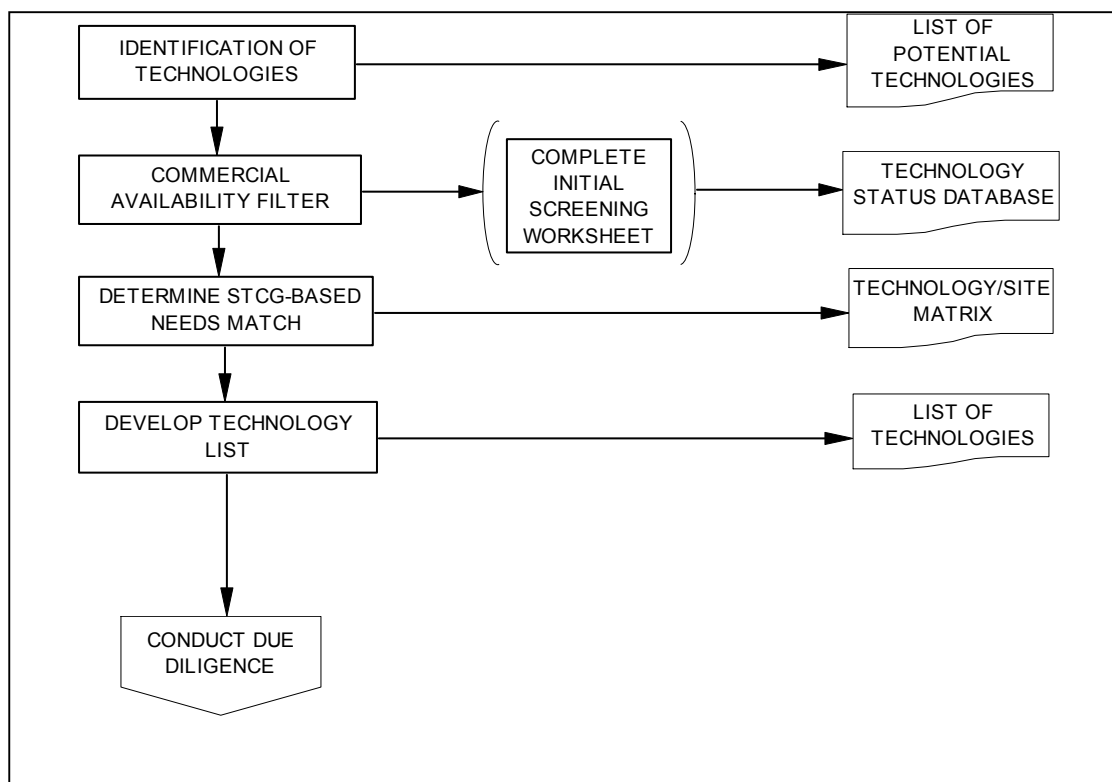 IDENTIFICATION OF
TECHNOLOGIES
LIST OF
POTENTIAL
TECHNOLOGIES
COMMERCIAL
AVAILABILITY FILTER
COMPLETE
INITIAL
SCREENING
WORKSHEET
TECHNOLOGY
STATUS DATABASE
DETERMINE STCG-BASED
NEEDS MATCH
TECHNOLOGY/SITE
MATRIX
DEVELOP TECHNOLOGY
LIST
LIST OF
TECHNOLOGIES
CONDUCT DUE
DILIGENCE